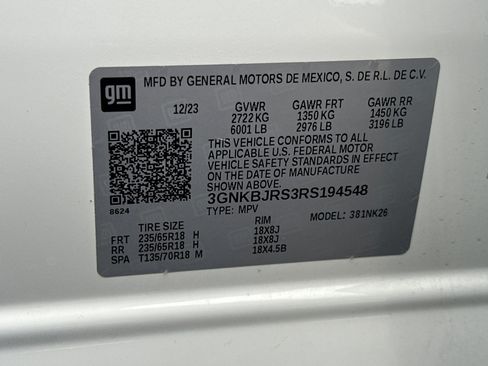 gm
MFD BY GENERAL MOTORS DE MEXICO, S. DE R.L. DE C.V.
12/23 GVWR GAWR FRT GAWR RR
2722 KG 1350 KG 1450 KG
6001 LB 2976 LB 3196 LB
THIS VEHICLE CONFORMS TO ALL
APPLICABLE U.S. FEDERAL MOTOR
VEHICLE SAFETY STANDARDS IN EFFECT
ON THE DATE OF MANUFACTURE SHOWN ABOVE.
3GNKBJRS3RS194548
8624 TYPE: MPV MODEL: 381NK26
TIRE SIZE RIM
FRT 235/65R18 H 18X8J
RR 235/65R18 H 18X8J
SPA T135/70R18 M 18X4.5B